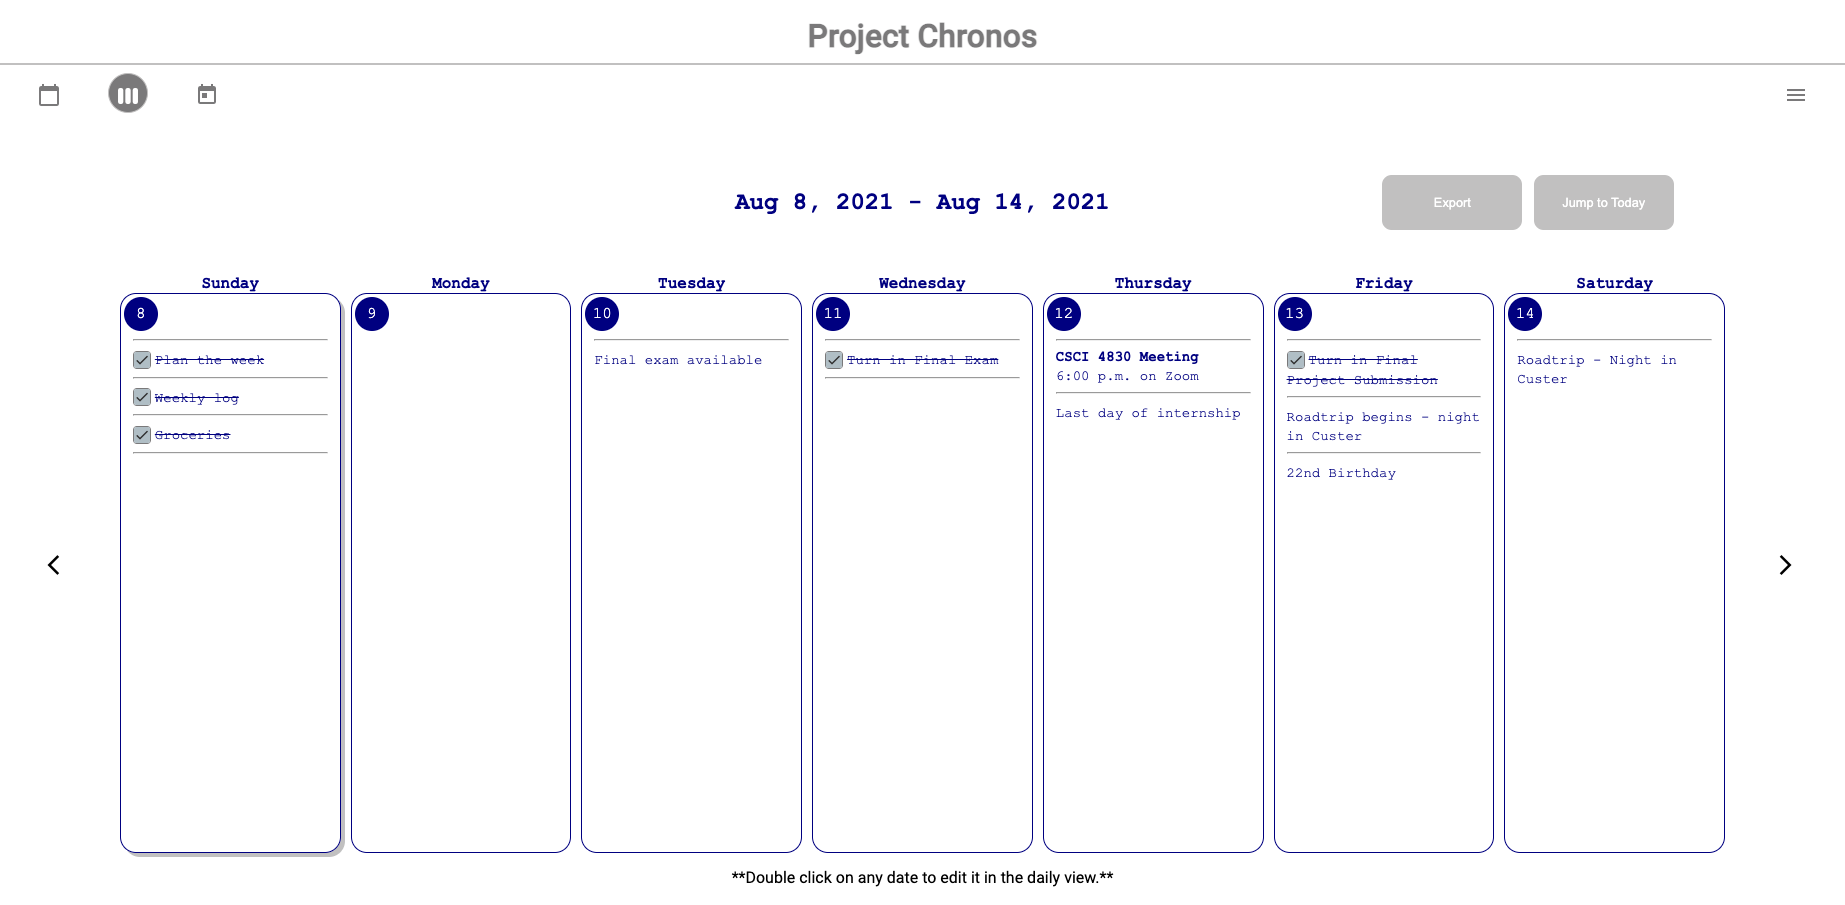 Project Chronos
Aug 8, 2021 - Aug 14, 2021
Export
Jump to Today
Sunday
8
Plan the week
Weekly log
Groceries
Monday
9
Tuesday
10
Final exam available
Wednesday
11
Turn in Final Exam
Thursday
12
CSCI 4830 Meeting
6:00 p.m. on Zoom
Last day of internship
Friday
13
Turn in Final
Project Submission
Roadtrip begins - night
in Custer
22nd Birthday
Saturday
14
Roadtrip - Night in
Custer
**Double click on any date to edit it in the daily view.**